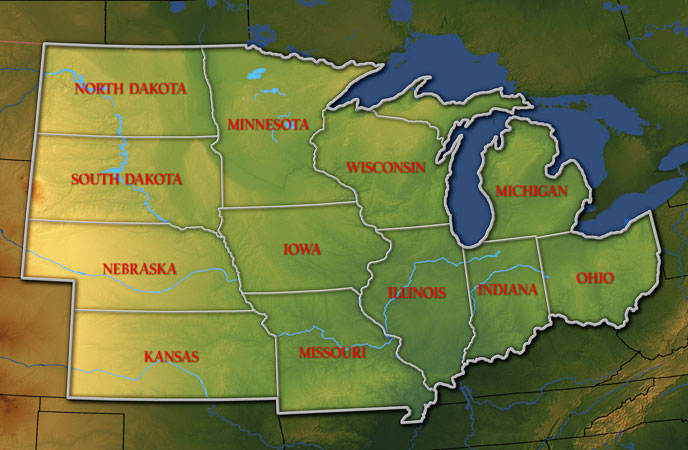 NORTH DAKOTA
MINNESOTA
SOUTH DAKOTA
WISCONSIN
MICHIGAN
NEBRASKA
IOWA
ILLINOIS
INDIANA
OHIO
KANSAS
MISSOURI